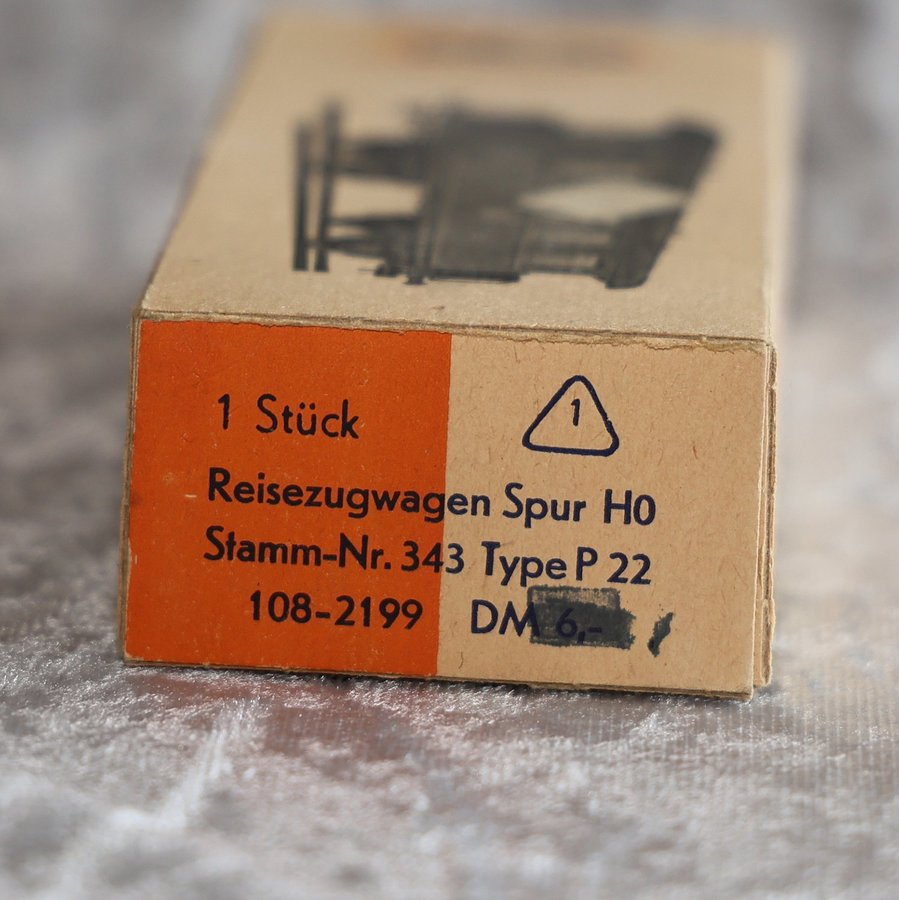 1 Stück
1
Reisezugwagen Spur H0
Stamm-Nr. 343 Type P 22
108-2199 DM 6,-